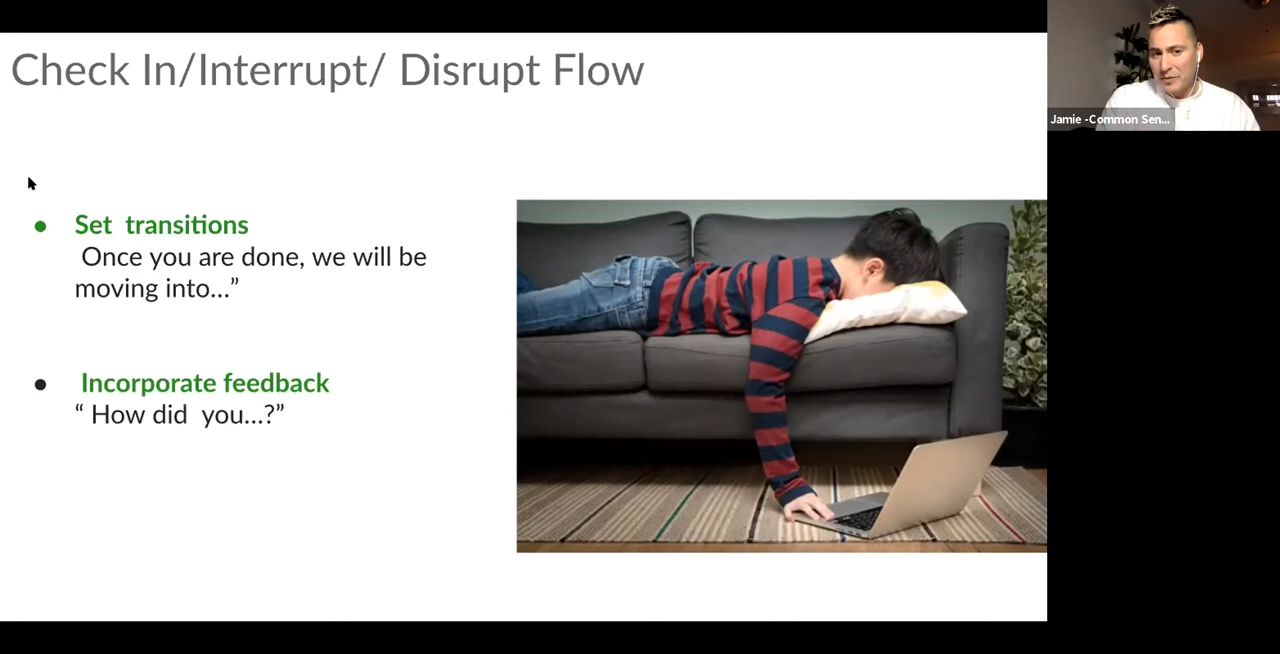 Check In/Interrupt/ Disrupt Flow
Jamie -Common Sen...
● Set transitions
Once you are done, we will be
moving into...”
● Incorporate feedback
“ How did you...?”